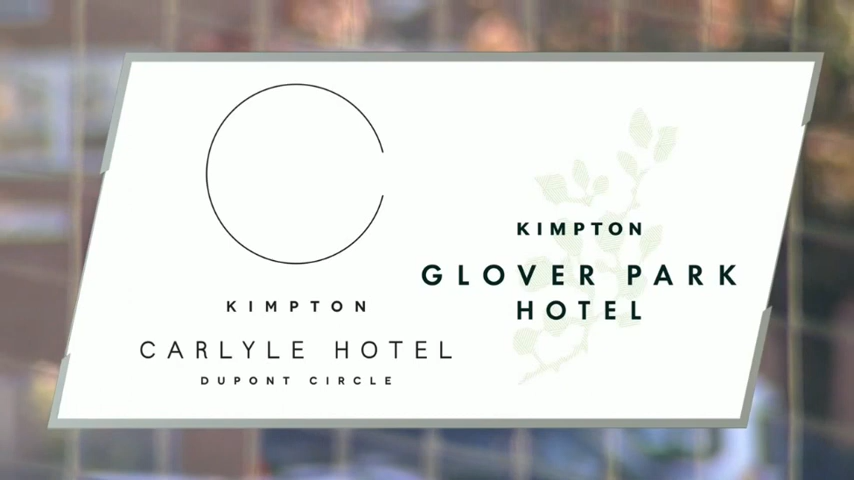 KIMPTON
CARLYLE HOTEL
DUPONT CIRCLE
KIMPTON
GLOVER PARK
HOTEL